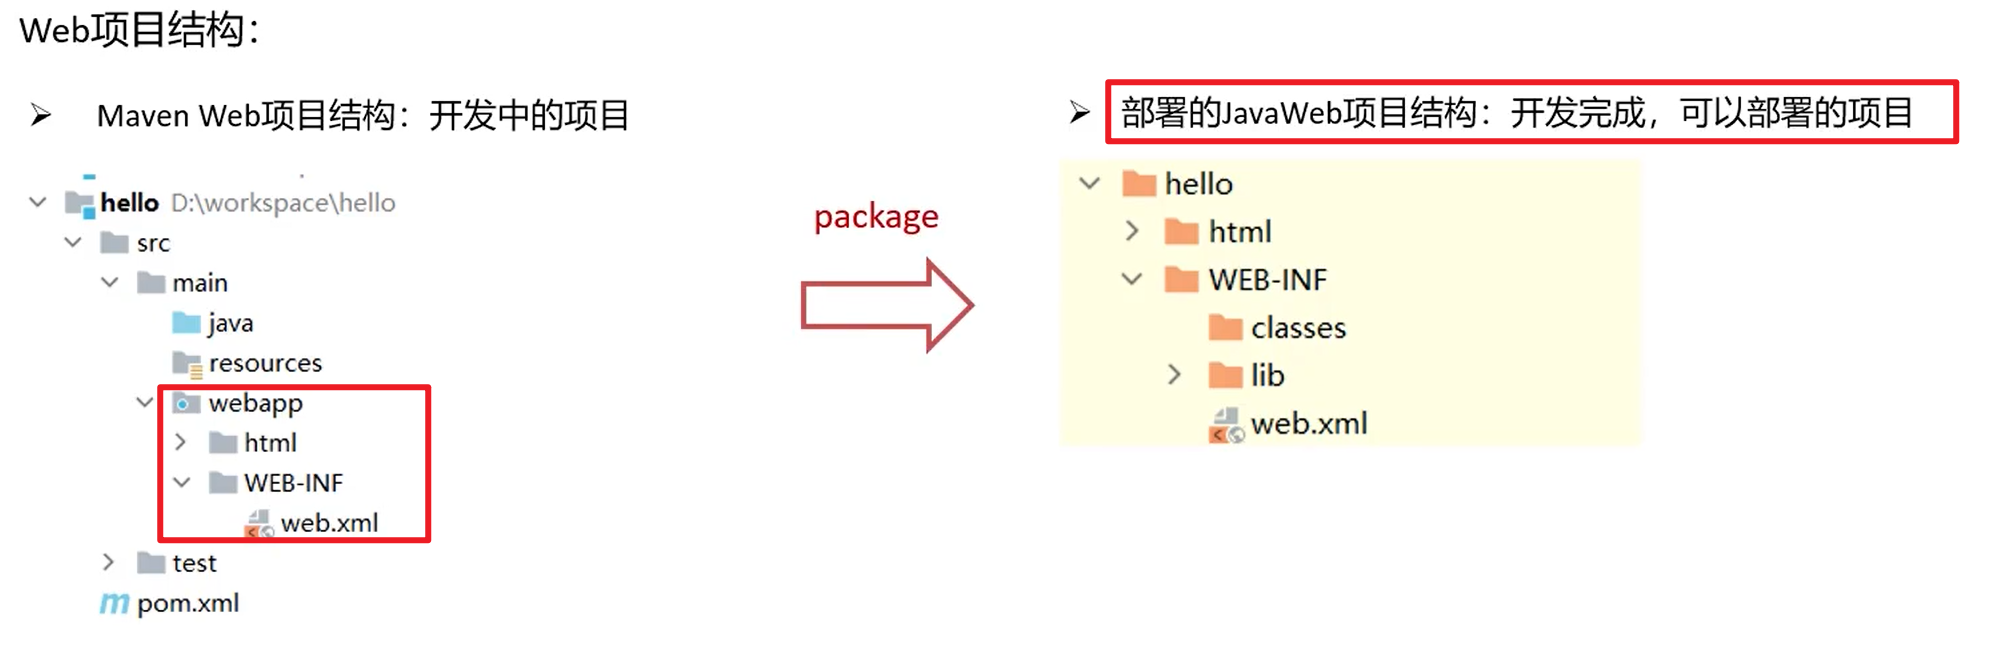 Web项目结构：
➢ Maven Web项目结构：开发中的项目
hello D:\workspace\hello
src
main
java
resources
webapp
html
WEB-INF
web.xml
test
pom.xml
package
➢ 部署的JavaWeb项目结构：开发完成，可以部署的项目
hello
html
WEB-INF
classes
lib
web.xml